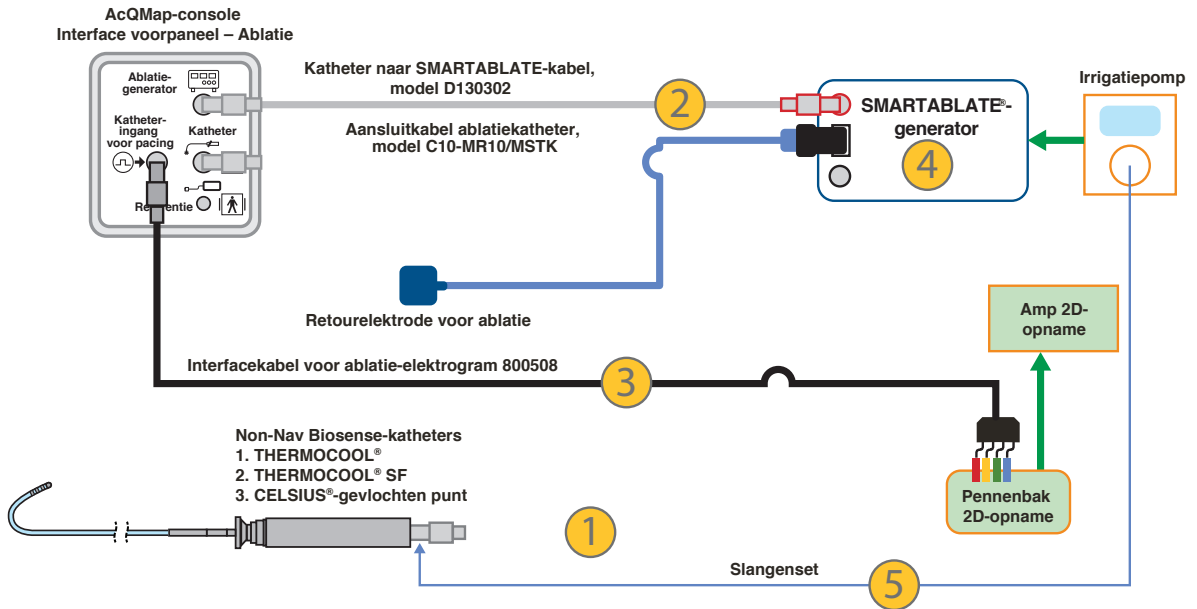 AcQMap-console
Interface voorpaneel – Ablatie
Ablatie-
generator
Katheter-
ingang
voor pacing
Katheter
Referentie
Katheter naar SMARTABLATE-kabel,
model D130302
2
Aansluitkabel ablatiekatheter,
model C10-MR10/MSTK
SMARTABLATE®-
generator
4
Irrigatiepomp
Retourelektrode voor ablatie
Amp 2D-
opname
Interfacekabel voor ablatie-elektrogram 800508
3
Non-Nav Biosense-katheters
1. THERMOCOOL®
2. THERMOCOOL® SF
3. CELSIUS®-gevlochten punt
Pennenbak
2D-opname
1
Slangenset
5